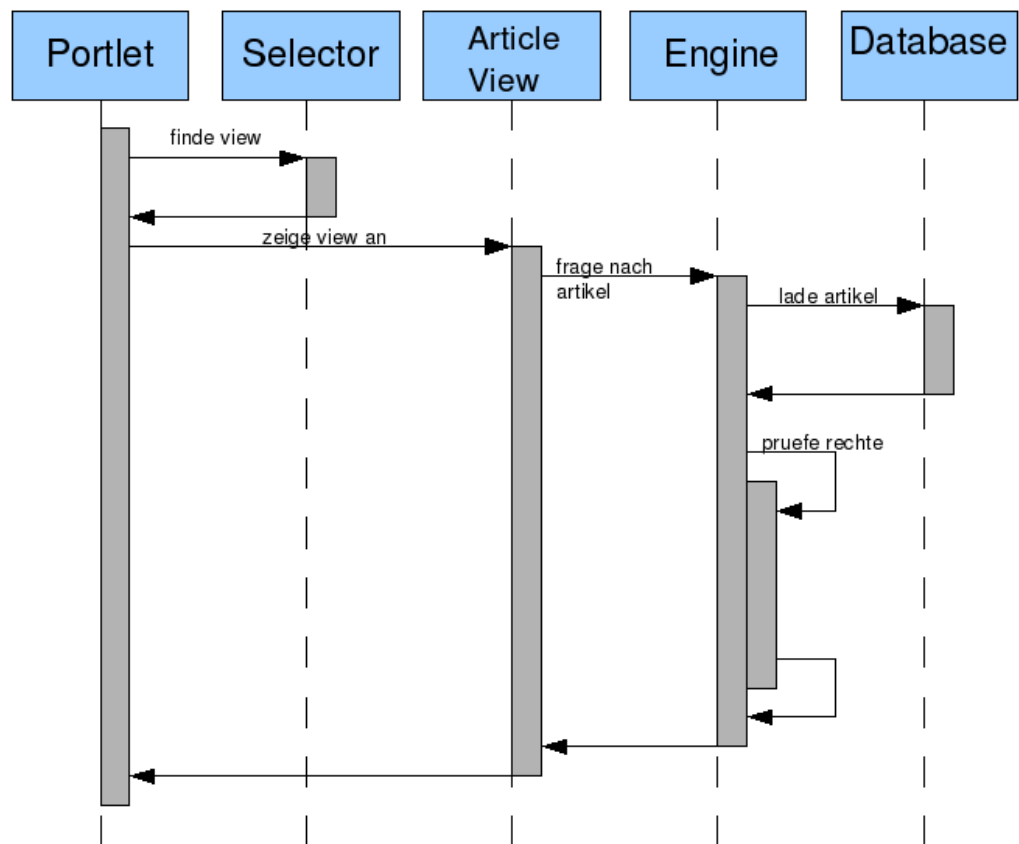 Portlet
Selector
Article
View
Engine
Database
finde view
zeige view an
frage nach
artikel
lade artikel
pruefe rechte